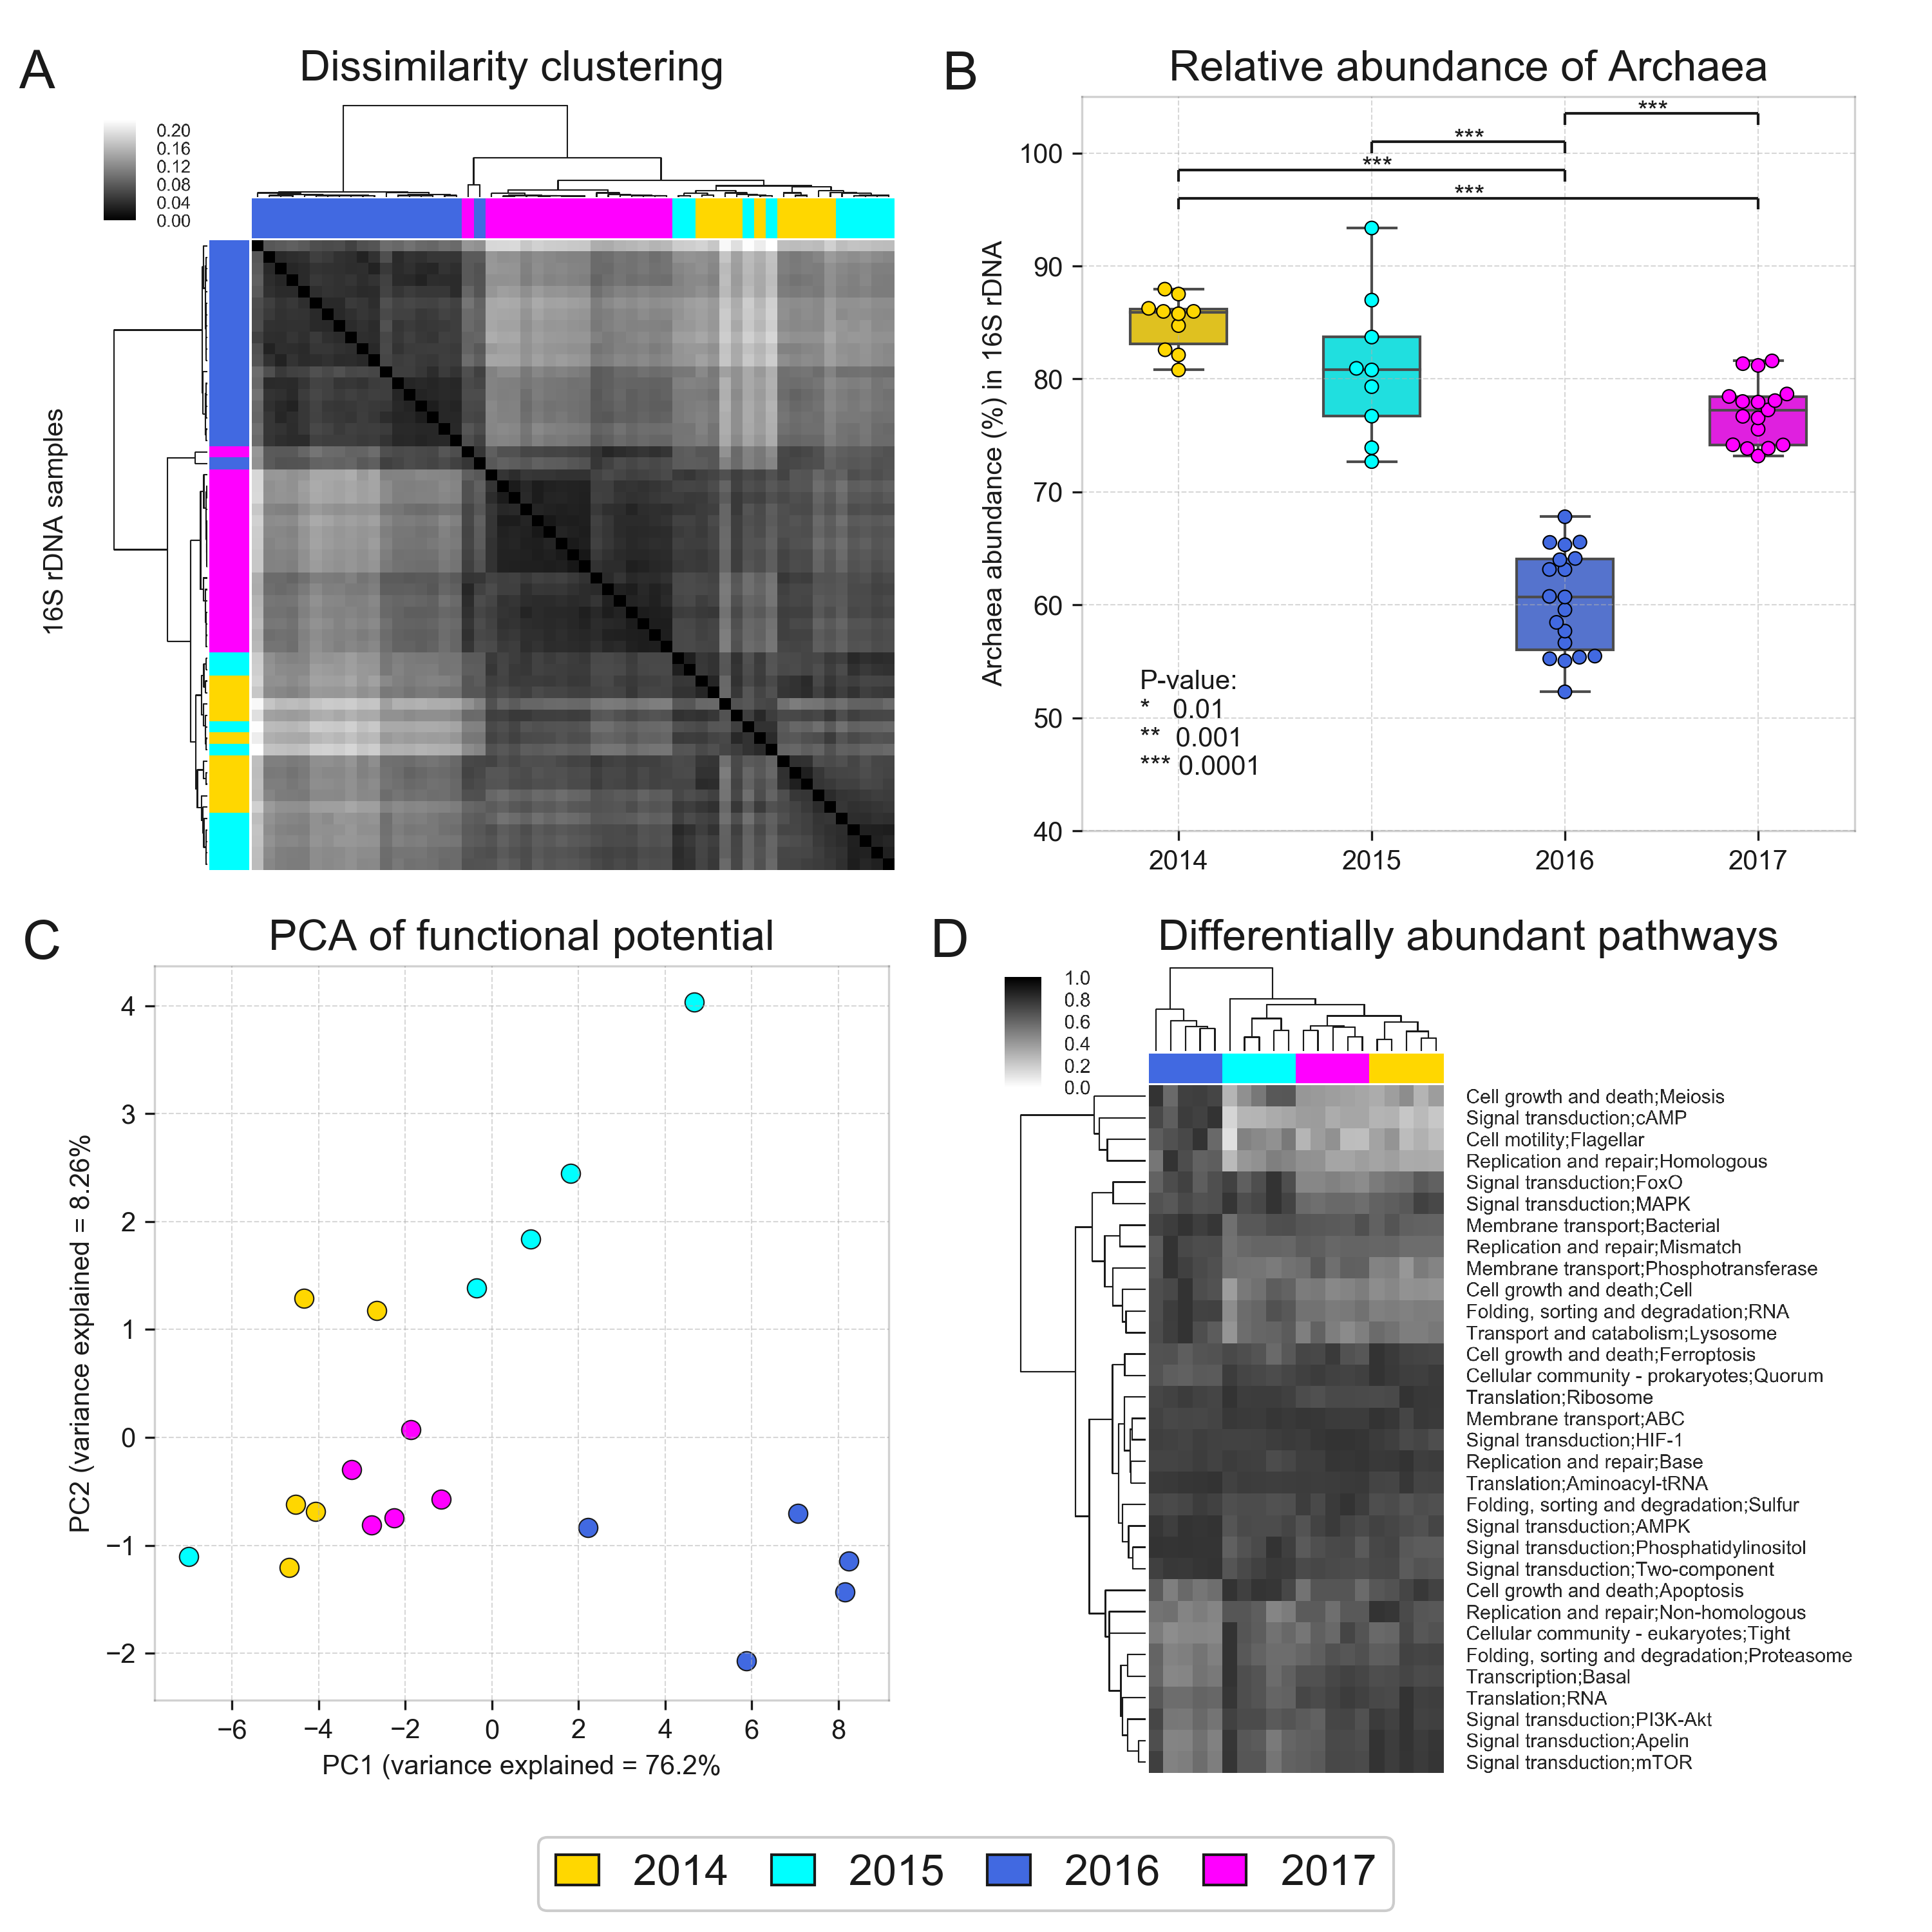 A
Dissimilarity clustering
0.20
0.16
0.12
0.08
0.04
0.00
16S rDNA samples
B
Relative abundance of Archaea
***
***
***
***
100
90
80
70
60
50
40
Archaea abundance (%) in 16S rDNA
P-value:
* 0.01
** 0.001
*** 0.0001
2014 2015 2016 2017
C
PCA of functional potential
4
3
2
1
0
−1
−2
PC2 (variance explained = 8.26%
−6 −4 −2 0 2 4 6 8
PC1 (variance explained = 76.2%
D
Differentially abundant pathways
1.0
0.8
0.6
0.4
0.2
0.0
Cell growth and death;Meiosis
Signal transduction;cAMP
Cell motility;Flagellar
Replication and repair;Homologous
Signal transduction;FoxO
Signal transduction;MAPK
Membrane transport;Bacterial
Replication and repair;Mismatch
Membrane transport;Phosphotransferase
Cell growth and death;Cell
Folding, sorting and degradation;RNA
Transport and catabolism;Lysosome
Cell growth and death;Ferroptosis
Cellular community - prokaryotes;Quorum
Translation;Ribosome
Membrane transport;ABC
Signal transduction;HIF-1
Replication and repair;Base
Translation;Aminoacyl-tRNA
Folding, sorting and degradation;Sulfur
Signal transduction;AMPK
Signal transduction;Phosphatidylinositol
Signal transduction;Two-component
Cell growth and death;Apoptosis
Replication and repair;Non-homologous
Cellular community - eukaryotes;Tight
Folding, sorting and degradation;Proteasome
Transcription;Basal
Translation;RNA
Signal transduction;PI3K-Akt
Signal transduction;Apelin
Signal transduction;mTOR
2014 2015 2016 2017